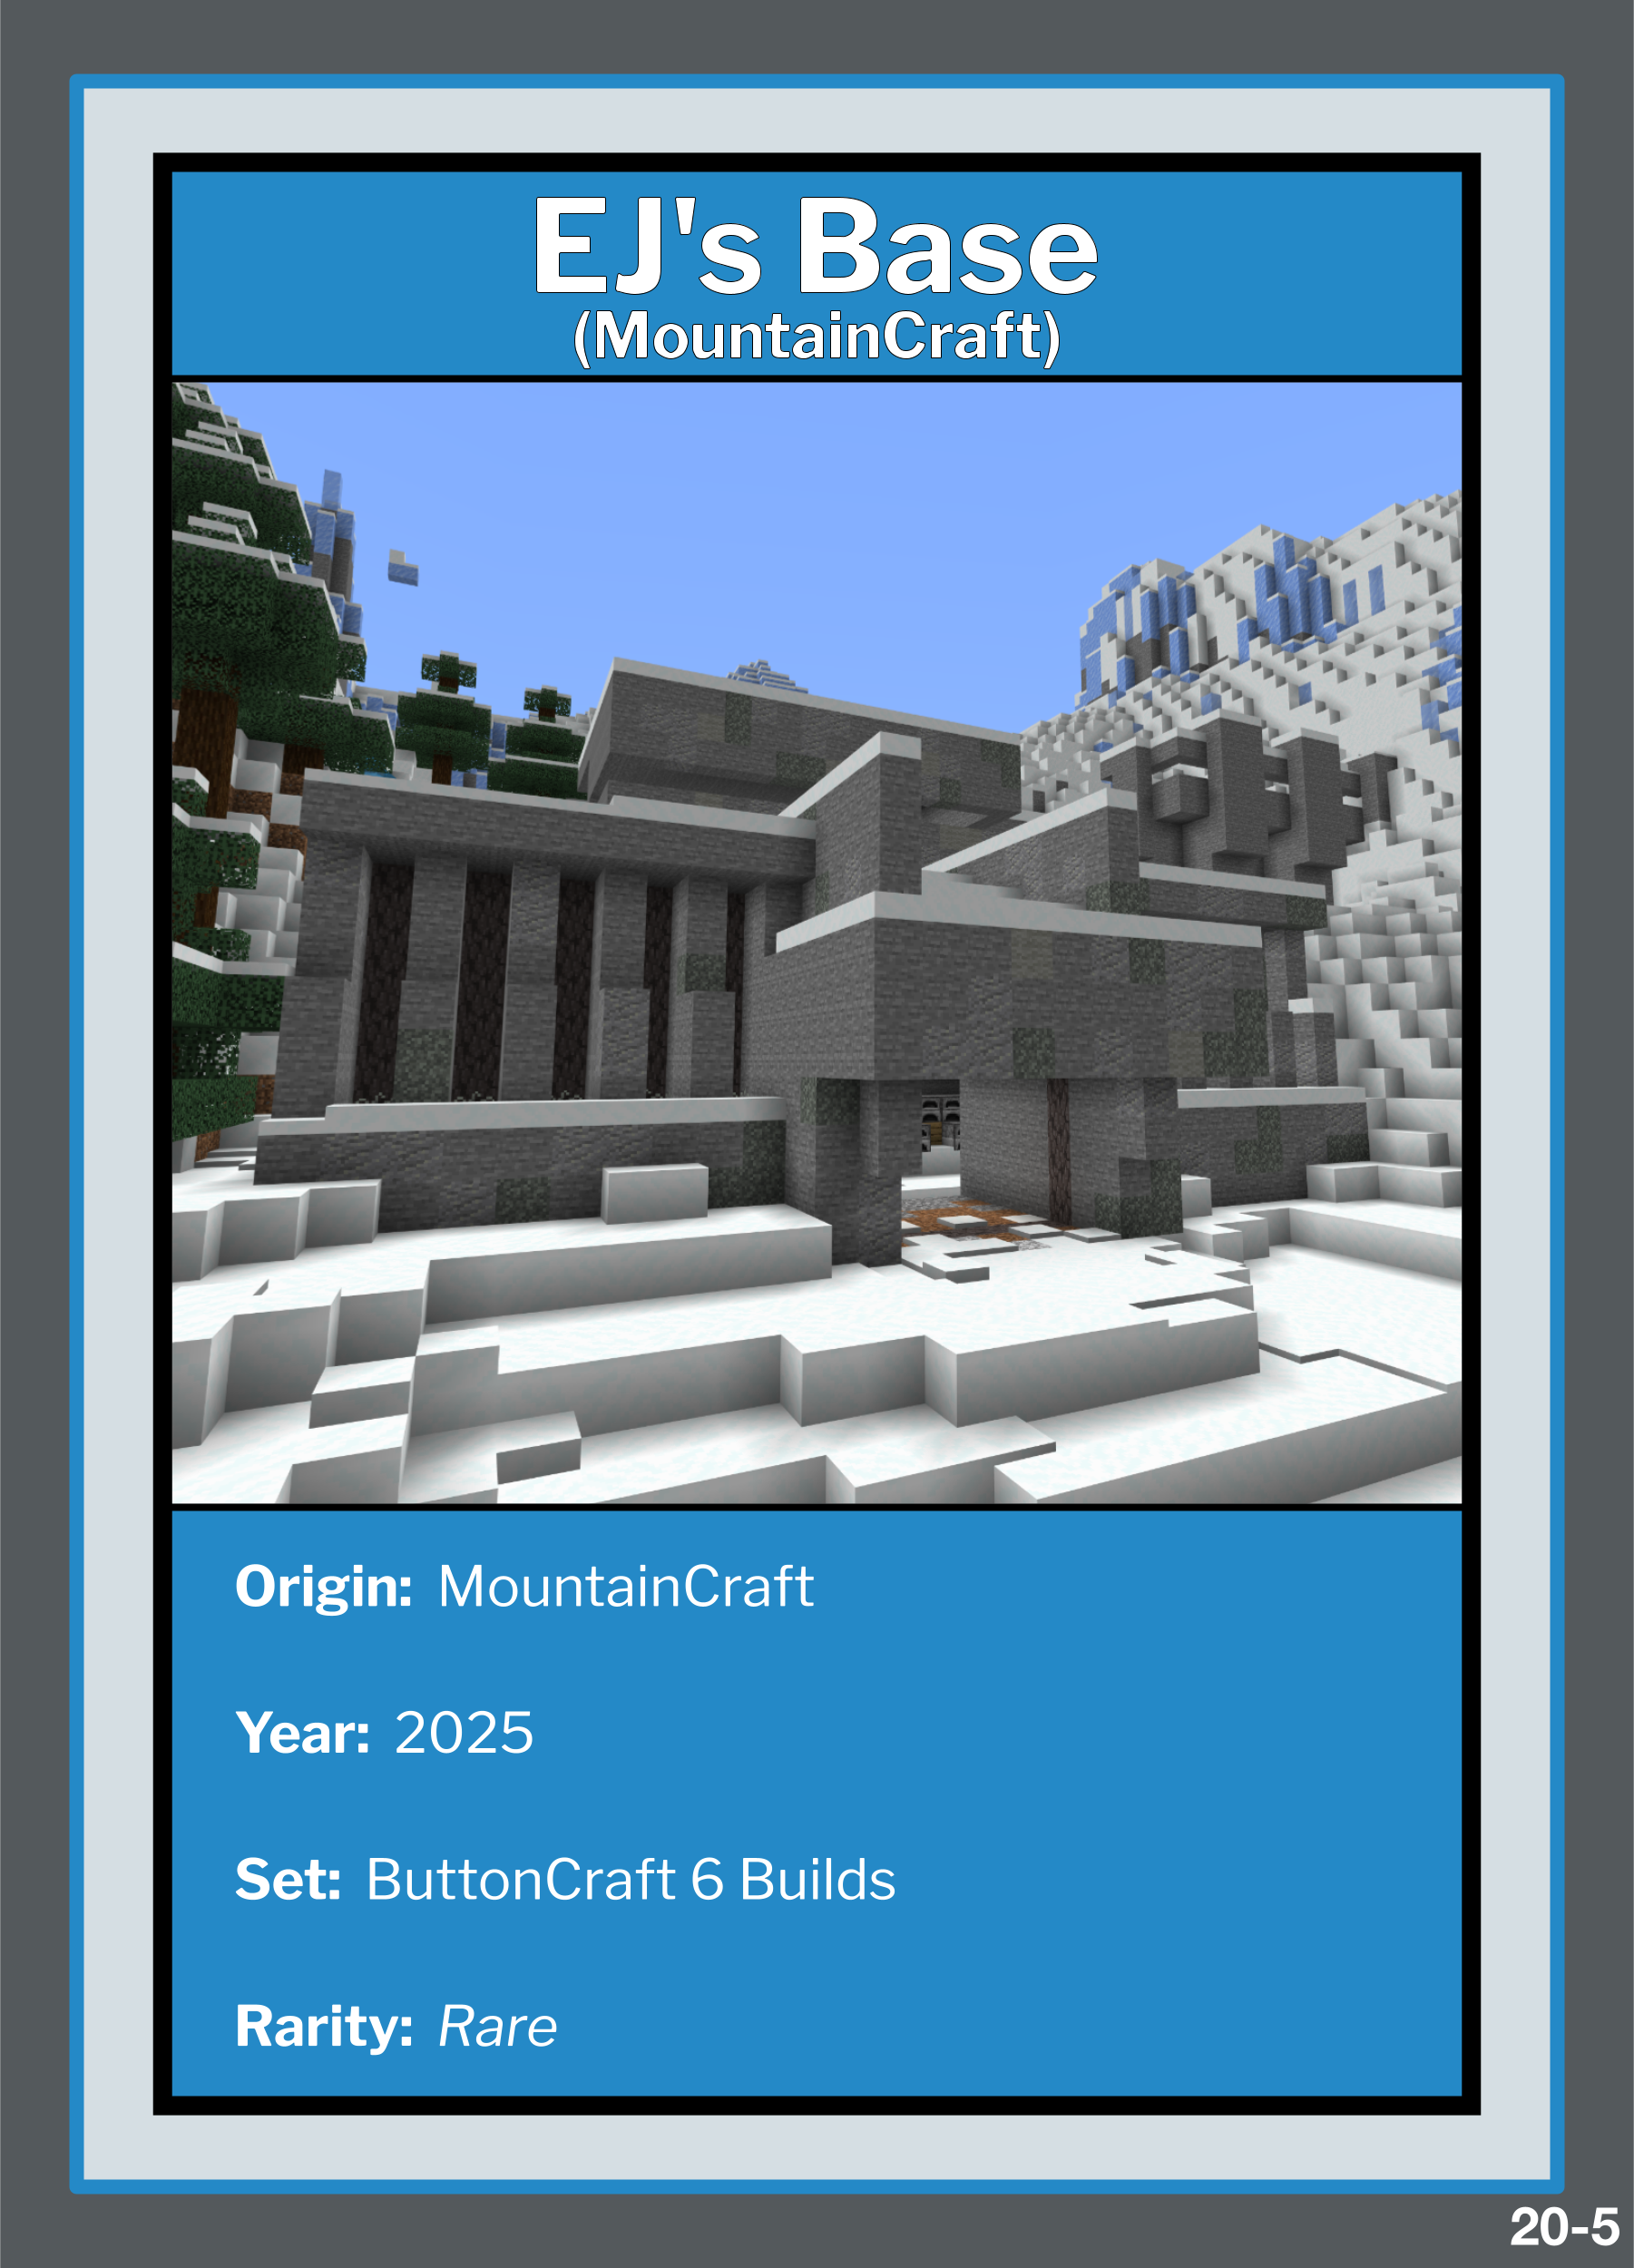 EJ's Base
(MountainCraft)
Origin: MountainCraft
Year: 2025
Set: ButtonCraft 6 Builds
Rarity: Rare
20-5